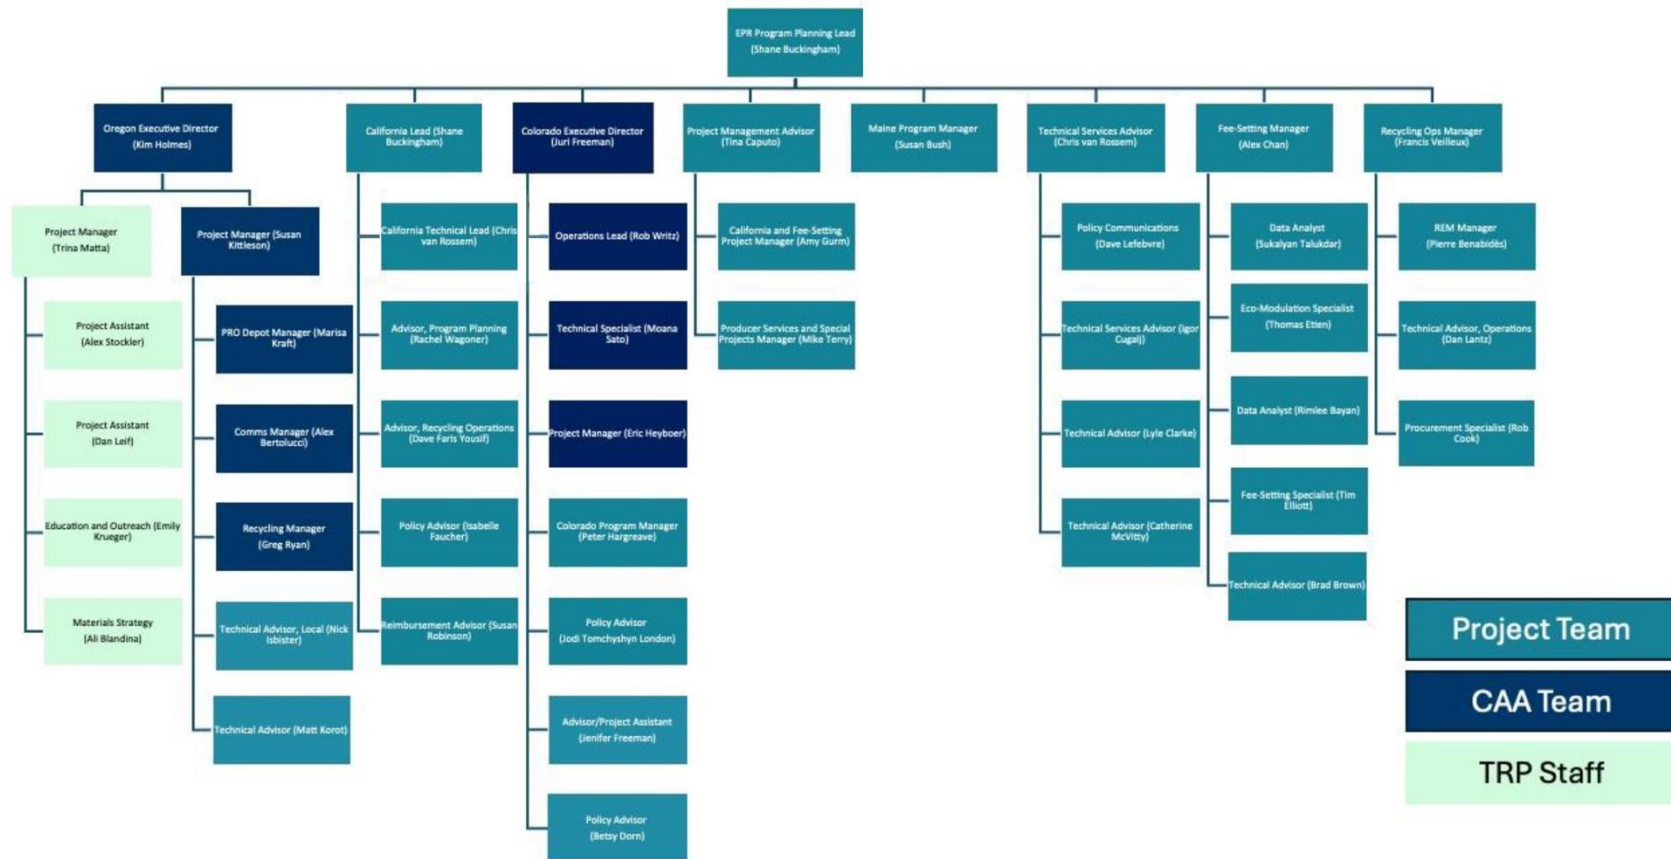 EPR Program Planning Lead
(Shane Buckingham)
Oregon Executive Director
(Kim Holmes)
California Lead (Shane
Buckingham)
Colorado Executive Director
(Juri Freeman)
Project Management Advisor
(Tina Caputo)
Maine Program Manager
(Susan Bush)
Technical Services Advisor
(Chris van Rossem)
Fee-Setting Manager
(Alex Chan)
Recycling Ops Manager
(Francis Veilleux)
Project Manager
(Trina Matta)
Project Manager (Susan
Kittleson)
California Technical Lead (Chris
van Rossem)
Operations Lead (Rob Writz)
California and Fee-Setting
Project Manager (Amy Gurm)
Policy Communications
(Dave Lefebvre)
Data Analyst
(Sukalyan Talukdar)
REM Manager
(Pierre Benabidès)
Project Assistant
(Alex Stockler)
PRO Depot Manager (Marisa
Kraft)
Advisor, Program Planning
(Rachel Wagoner)
Technical Specialist (Moana
Sato)
Producer Services and Special
Projects Manager (Mike Terry)
Technical Services Advisor (Igor
Cugalj)
Eco-Modulation Specialist
(Thomas Etien)
Technical Advisor, Operations
(Dan Lantz)
Project Assistant
(Dan Leif)
Comms Manager (Alex
Bertolucci)
Advisor, Recycling Operations
(Dave Faris Yousif)
Project Manager (Eric Heyboer)
Technical Advisor (Lyle Clarke)
Data Analyst (Rimlee Bayan)
Procurement Specialist (Rob
Cook)
Education and Outreach (Emily
Krueger)
Recycling Manager
(Greg Ryan)
Policy Advisor (Isabelle
Faucher)
Colorado Program Manager
(Peter Hargreave)
Technical Advisor (Catherine
McVitty)
Fee-Setting Specialist (Tim
Elliott)
Materials Strategy
(Ali Blandina)
Technical Advisor, Local (Nick
Isbister)
Reimbursement Advisor (Susan
Robinson)
Policy Advisor
(Jodi Tomchyshyn London)
Technical Advisor (Brad Brown)
Technical Advisor (Matt Korot)
Advisor/Project Assistant
(Jenifer Freeman)
Policy Advisor
(Betsy Dorn)
Project Team
CAA Team
TRP Staff